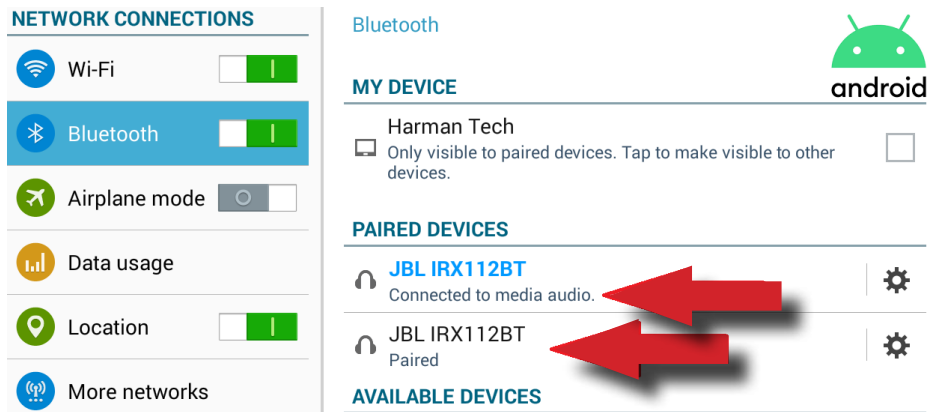 NETWORK CONNECTIONS
Wi-Fi
Bluetooth
Airplane mode
Data usage
Location
More networks
Bluetooth
android
MY DEVICE
Harman Tech
Only visible to paired devices. Tap to make visible to other
devices.
PAIRED DEVICES
JBL IRX112BT
Connected to media audio.
JBL IRX112BT
Paired
AVAILABLE DEVICES